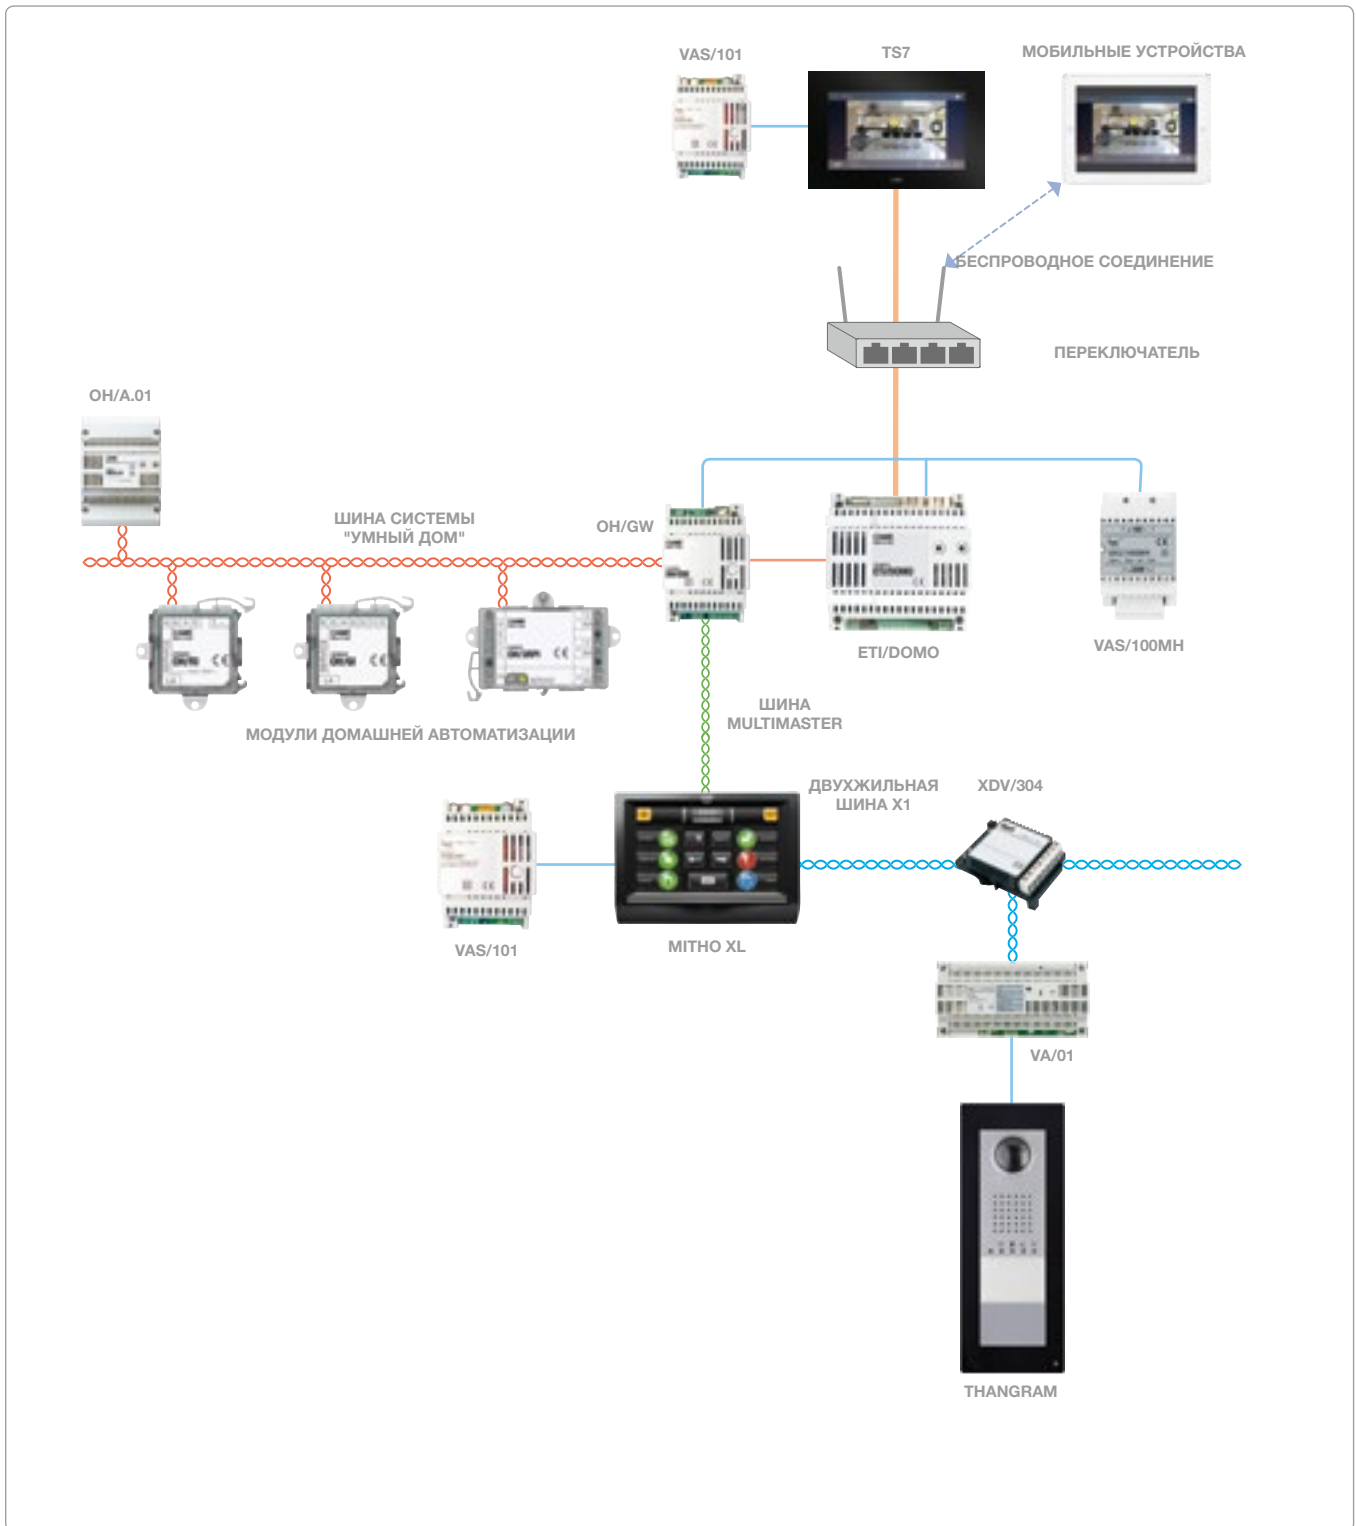 VAS/101
TS7
МОБИЛЬНЫЕ УСТРОЙСТВА
БЕСПРОВОДНОЕ СОЕДИНЕНИЕ
ПЕРЕКЛЮЧАТЕЛЬ
OH/A.01
ШИНА СИСТЕМЫ
"УМНЫЙ ДОМ"
OH/GW
ETI/DOMO
VAS/100MH
МОДУЛИ ДОМАШНЕЙ АВТОМАТИЗАЦИИ
ШИНА
MULTIMASTER
ДВУХЖИЛЬНАЯ
ШИНА X1
XDV/304
VAS/101
MITHO XL
VA/01
THANGRAM